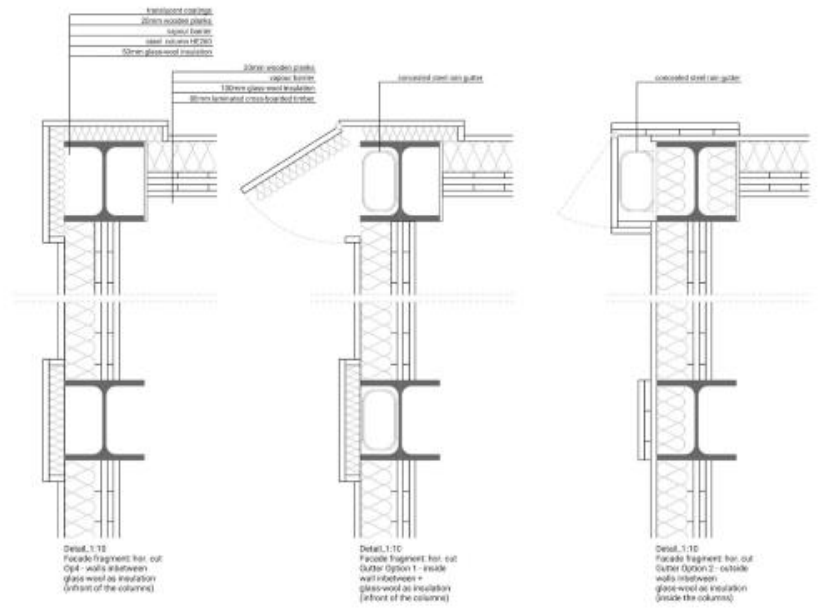 translucent coatings
20mm wooden planks
vapour barrier
steel column HE260
50mm glass-wool insulation
20mm wooden planks
vapour barrier
100mm glass-wool insulation
80mm laminated cross-boarded timber
concealed steel rain gutter
concealed steel rain gutter
Detail_1:10
Facade fragment: hor. cut
Op4 - walls inbetween
glass-wool as insulation
(infront of the columns)
Detail_1:10
Facade fragment: hor. cut
Gutter Option 1 - inside
wall inbetween +
glass-wool as insulation
(infront of the columns)
Detail_1:10
Facade fragment: hor. cut
Gutter Option 2 - outside
walls inbetween
glass-wool as insulation
(inside the columns)